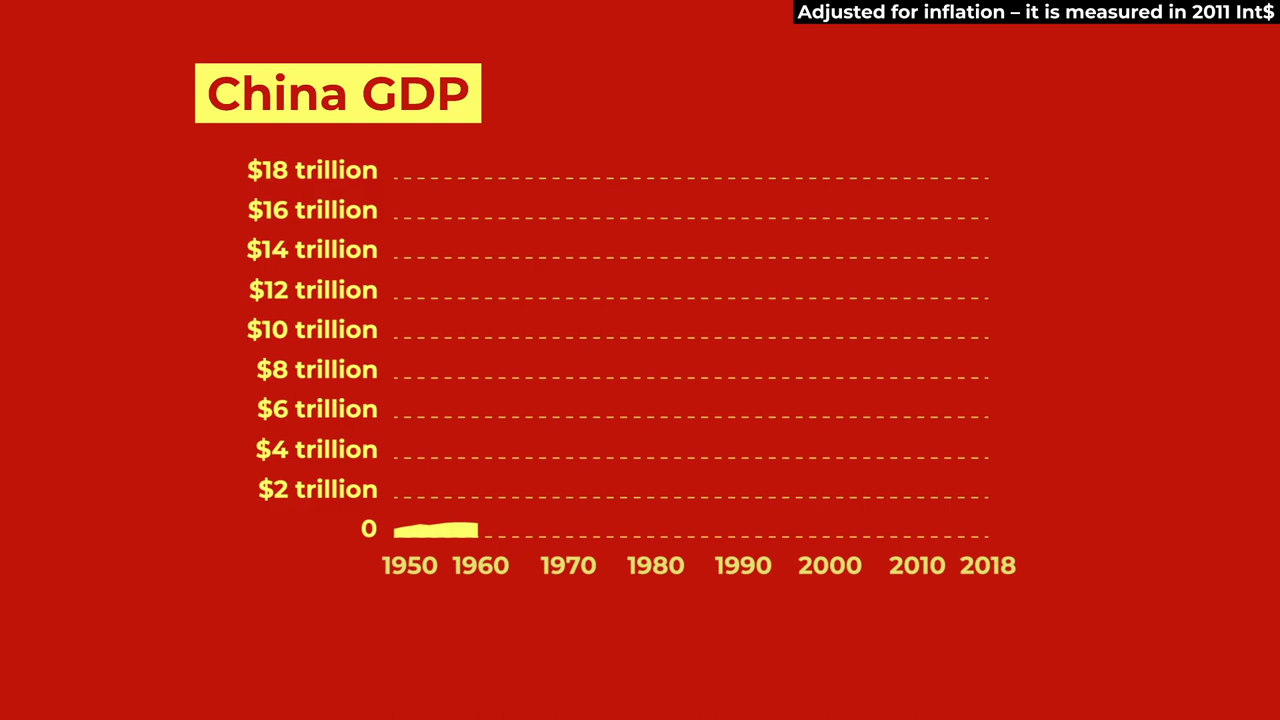 Adjusted for inflation – it is measured in 2011 Int$
China GDP
$18 trillion
$16 trillion
$14 trillion
$12 trillion
$10 trillion
$8 trillion
$6 trillion
$4 trillion
$2 trillion
0
1950 1960 1970 1980 1990 2000 2010 2018